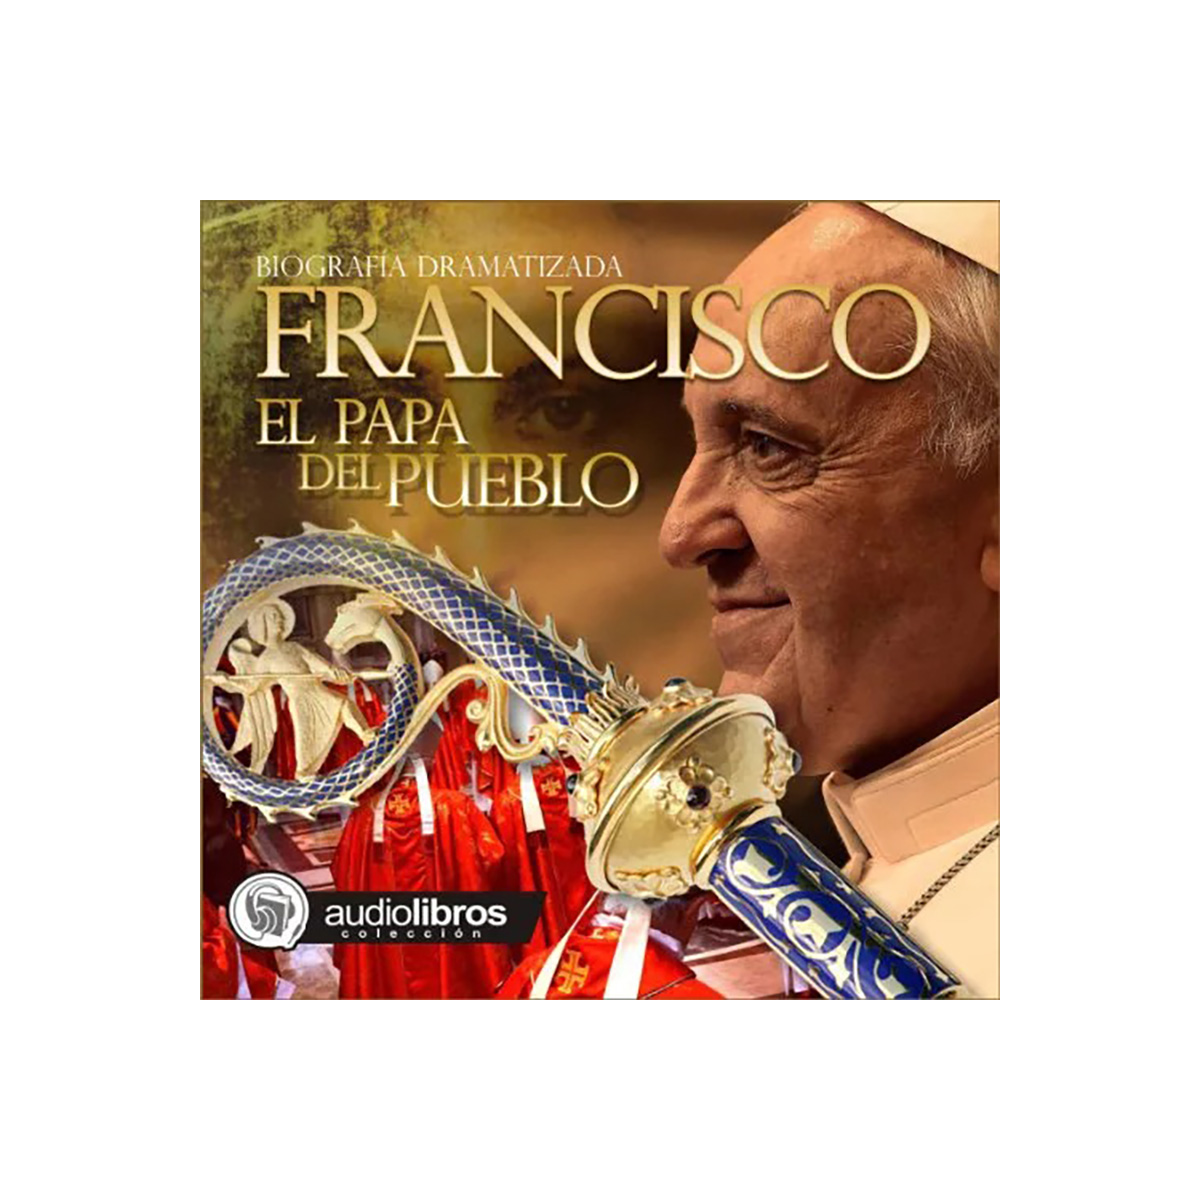 BIOGRAFÍA DRAMATIZADA
FRANCISCO
EL PAPA
DEL PUEBLO
audiolibros
colección